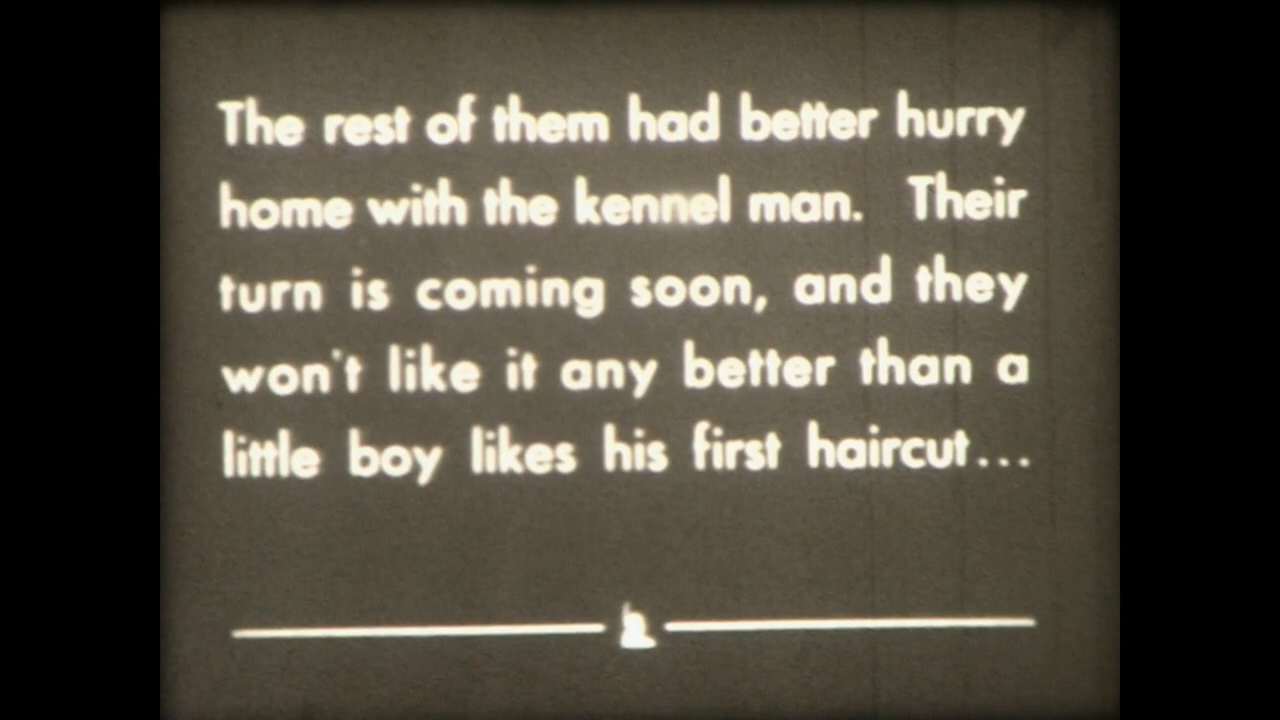 The rest of them had better hurry
home with the kennel man. Their
turn is coming soon, and they
won't like it any better than a
little boy likes his first haircut...